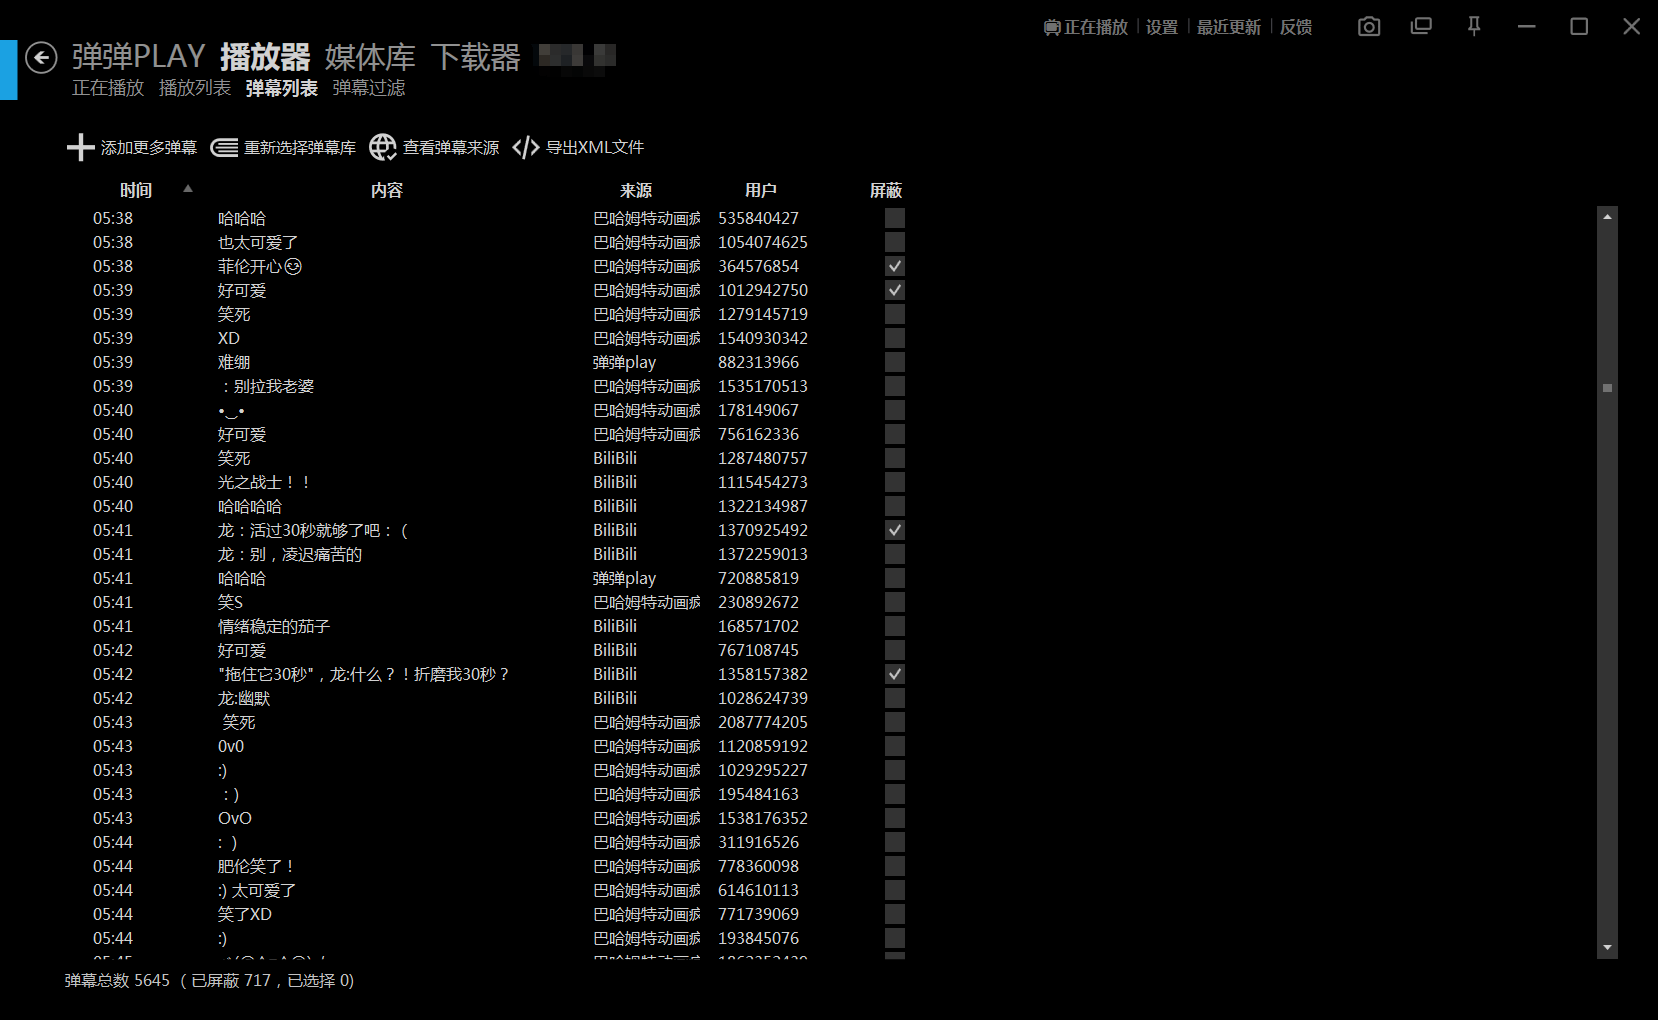 正在播放 设置 最近更新 反馈
弹弹PLAY 播放器 媒体库 下载器
正在播放 播放列表 弹幕列表 弹幕过滤
添加更多弹幕 重新选择弹幕库 查看弹幕来源 导出XML文件
时间 内容 来源 用户 屏蔽
05:38 哈哈哈 巴哈姆特动画疯 535840427
05:38 也太可爱了 巴哈姆特动画疯 1054074625
05:38 菲伦开心😊 巴哈姆特动画疯 364576854
05:39 好可爱 巴哈姆特动画疯 1012942750
05:39 笑死 巴哈姆特动画疯 1279145719
05:39 XD 巴哈姆特动画疯 1540930342
05:39 难绷 弹弹play 882313966
05:39 ：别拉我老婆 巴哈姆特动画疯 1535170513
05:40 •‿• 巴哈姆特动画疯 178149067
05:40 好可爱 巴哈姆特动画疯 756162336
05:40 笑死 BiliBili 1287480757
05:40 光之战士！！ BiliBili 1115454273
05:40 哈哈哈哈 BiliBili 1322134987
05:41 龙：活过30秒就够了吧：（ BiliBili 1370925492
05:41 龙：别，凌迟痛苦的 BiliBili 1372259013
05:41 哈哈哈 弹弹play 720885819
05:41 笑S 巴哈姆特动画疯 230892672
05:41 情绪稳定的茄子 BiliBili 168571702
05:42 好可爱 BiliBili 767108745
05:42 "拖住它30秒"，龙:什么？！折磨我30秒？ BiliBili 1358157382
05:42 龙:幽默 BiliBili 1028624739
05:43 笑死 巴哈姆特动画疯 2087774205
05:43 0v0 巴哈姆特动画疯 1120859192
05:43 :) 巴哈姆特动画疯 1029295227
05:43 ：) 巴哈姆特动画疯 195484163
05:43 OvO 巴哈姆特动画疯 1538176352
05:44 : ） 巴哈姆特动画疯 311916526
05:44 肥伦笑了！ 巴哈姆特动画疯 778360098
05:44 :) 太可爱了 巴哈姆特动画疯 614610113
05:44 笑了XD 巴哈姆特动画疯 771739069
05:44 :) 巴哈姆特动画疯 193845076
弹幕总数 5645 （已屏蔽 717，已选择 0)